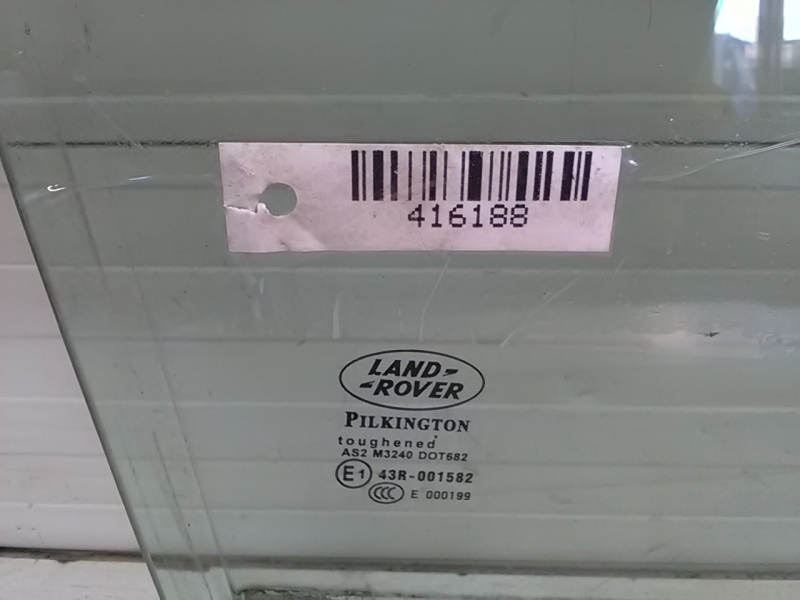 416188
LAND-
-ROVER
PILKINGTON
toughened
AS2 M3240 DOT682
E1 43R-001582
CCC E 000199